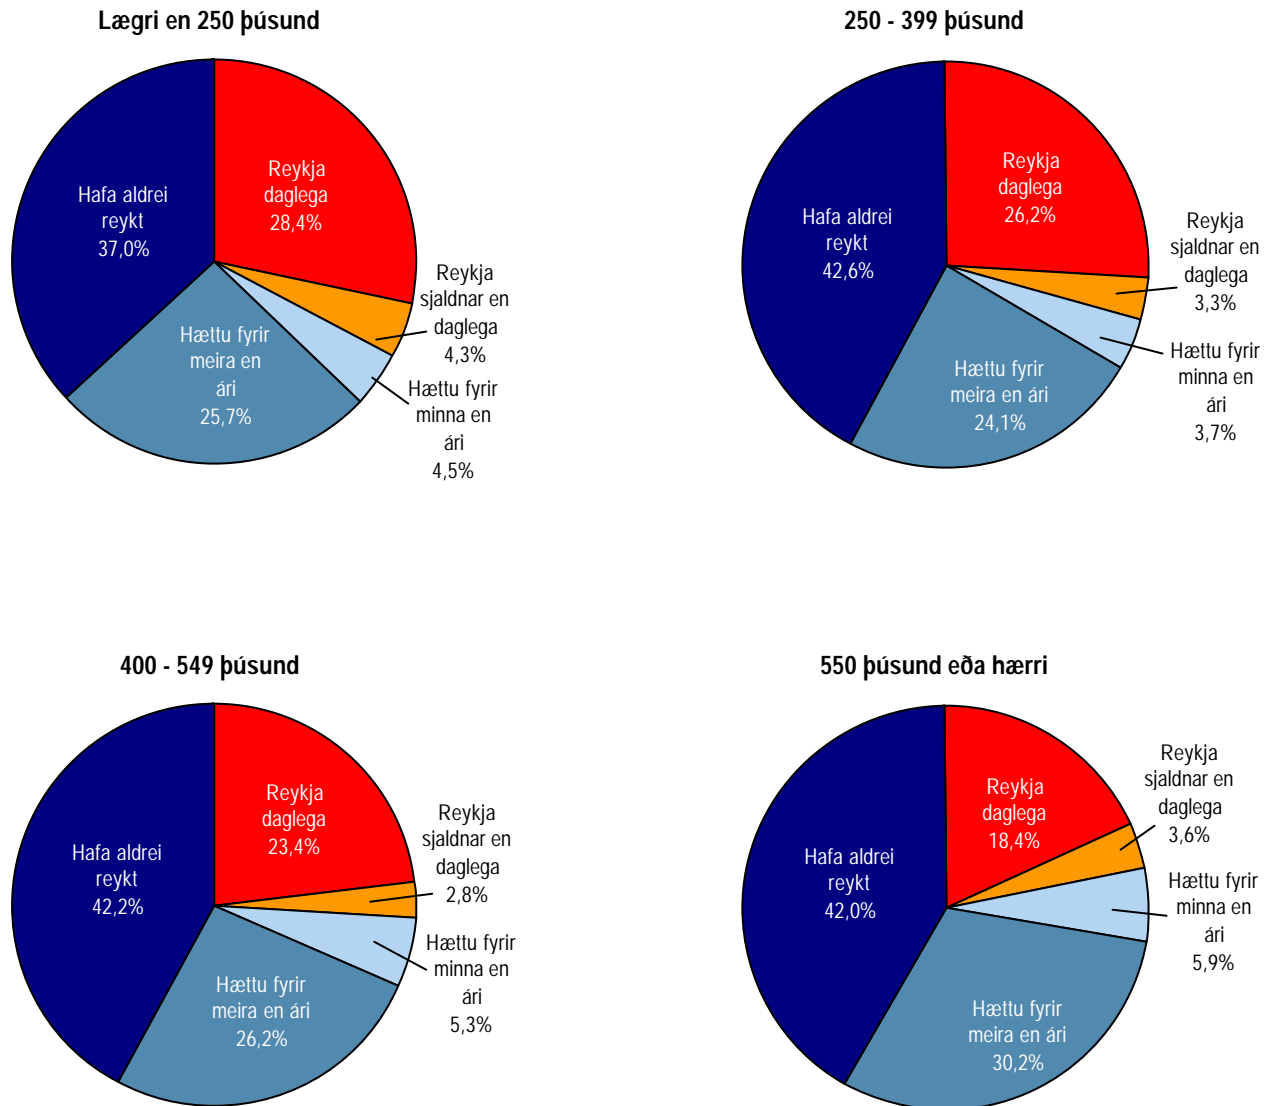 Lægri en 250 þúsund
Reykja
daglega
28,4%
Reykja
sjaldnar en
daglega
4,3%
Hættu fyrir
minna en
ári
4,5%
Hættu fyrir
meira en
ári
25,7%
Hafa aldrei
reykt
37,0%
250 - 399 þúsund
Reykja
daglega
26,2%
Reykja
sjaldnar en
daglega
3,3%
Hættu fyrir
minna en
ári
3,7%
Hættu fyrir
meira en ári
24,1%
Hafa aldrei
reykt
42,6%
400 - 549 þúsund
Reykja
daglega
23,4%
Reykja
sjaldnar en
daglega
2,8%
Hættu fyrir
minna en
ári
5,3%
Hættu fyrir
meira en ári
26,2%
Hafa aldrei
reykt
42,2%
550 þúsund eða hærri
Reykja
daglega
18,4%
Reykja
sjaldnar en
daglega
3,6%
Hættu fyrir
minna en
ári
5,9%
Hættu fyrir
meira en ári
30,2%
Hafa aldrei
reykt
42,0%